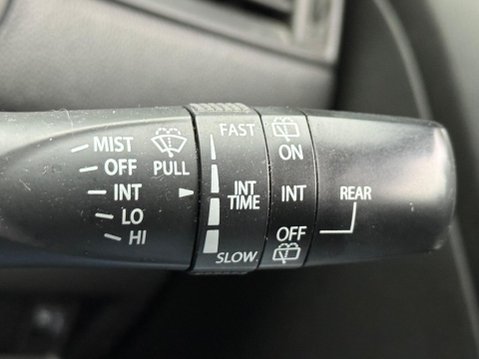 MIST
OFF
INT
LO
HI
PULL
FAST
INT
TIME
SLOW
ON
INT
OFF
REAR